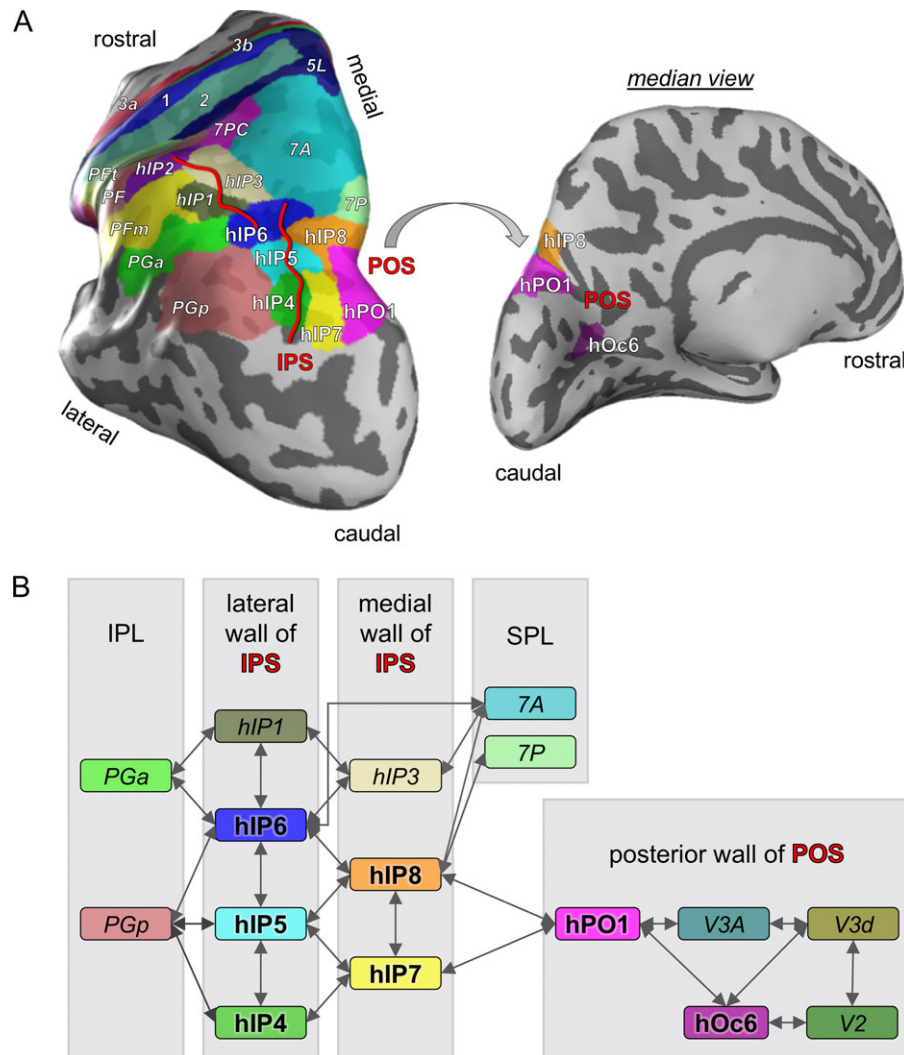 A
rostral
3b
5L
medial
median view
3a
1
2
7PC
7A
PFt
hIP2
hIP3
PF
hIP1
7P
PFm
hIP6
hIP8
PGa
hIP5
POS
PGp
hIP4
hPO1
hIP7
IPS
lateral
caudal
hIP8
hPO1
POS
hOc6
rostral
caudal
B
IPL
lateral
wall of
IPS
medial
wall of
IPS
SPL
hIP1
7A
7P
PGa
hIP3
hIP6
posterior wall of POS
hIP8
PGp
hIP5
hPO1
V3A
V3d
hIP7
hIP4
hOc6
V2